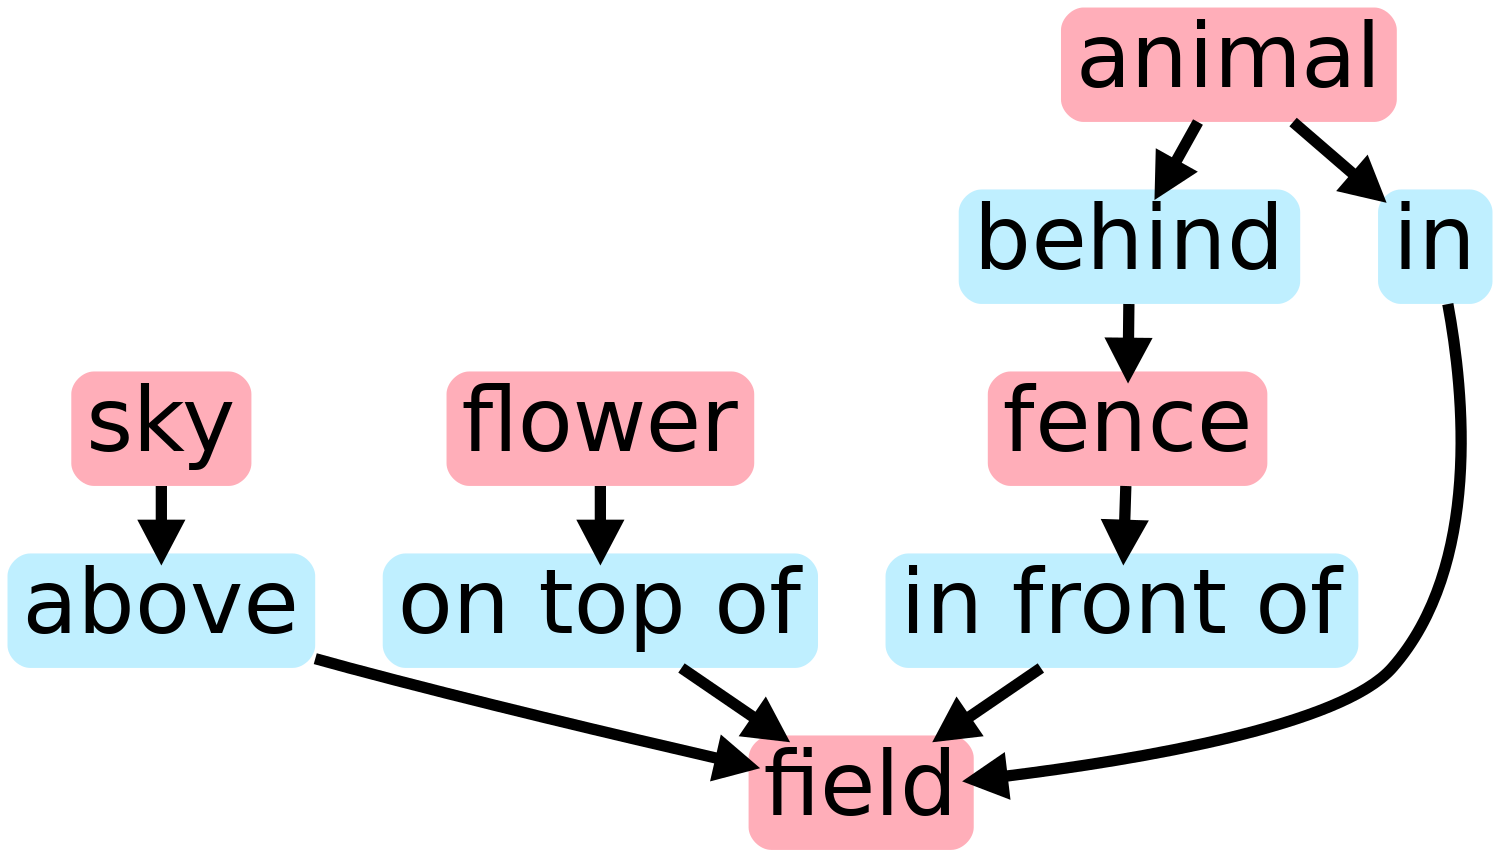 animal
behind
in
sky
flower
fence
above
on top of
in front of
field